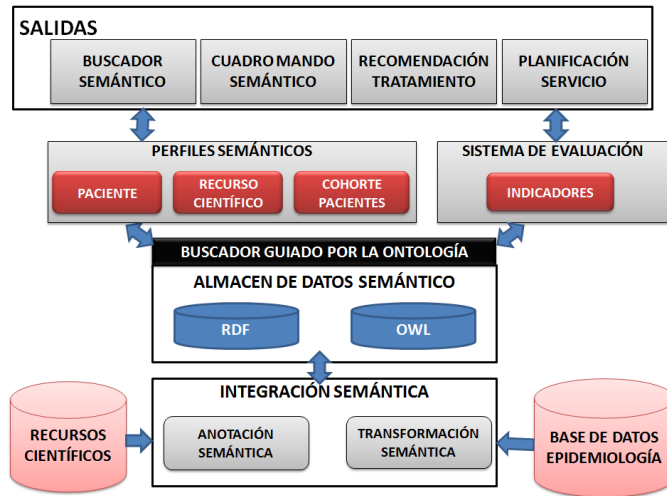 SALIDAS
BUSCADOR
SEMÁNTICO
CUADRO MANDO
SEMÁNTICO
RECOMENDACIÓN
TRATAMIENTO
PLANIFICACIÓN
SERVICIO
PERFILES SEMÁNTICOS
PACIENTE
RECURSO
CIENTÍFICO
COHORTE
PACIENTES
SISTEMA DE EVALUACIÓN
INDICADORES
BUSCADOR GUIADO POR LA ONTOLOGÍA
ALMACEN DE DATOS SEMÁNTICO
RDF
OWL
INTEGRACIÓN SEMÁNTICA
ANOTACIÓN
SEMÁNTICA
TRANSFORMACIÓN
SEMÁNTICA
RECURSOS
CIENTÍFICOS
BASE DE DATOS
EPIDEMIOLOGÍA